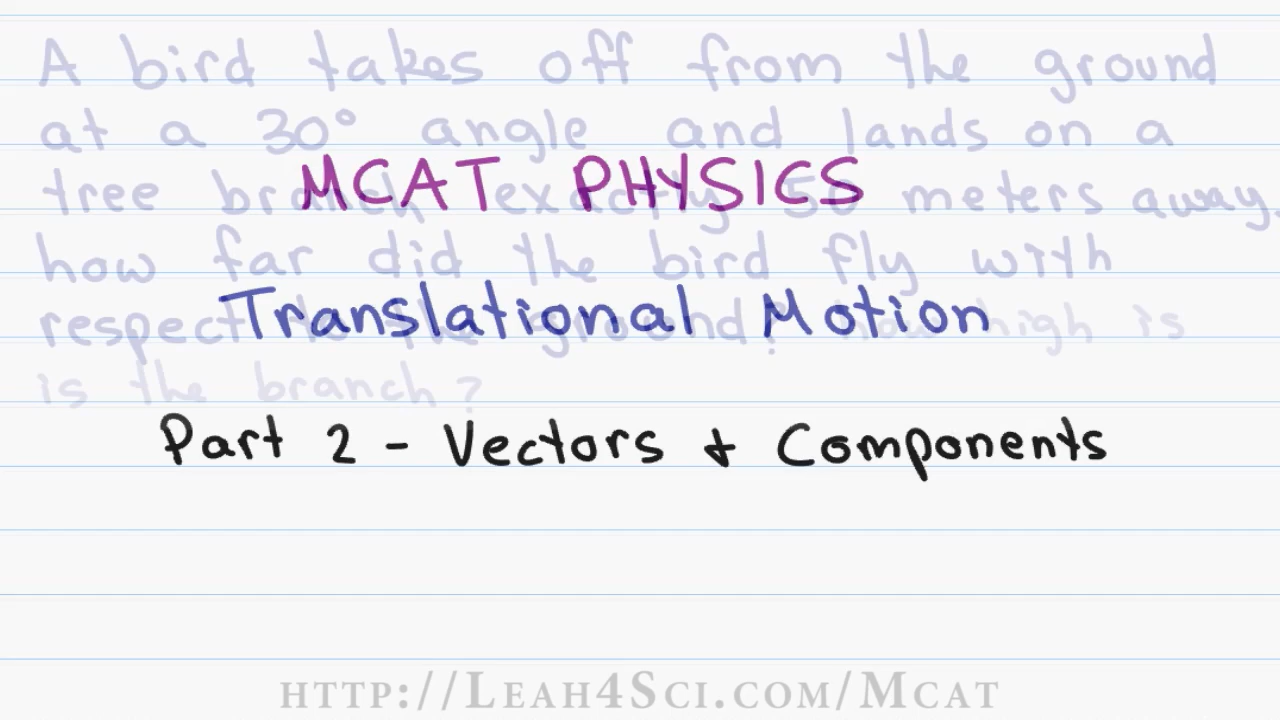 A bird takes off from the ground
at a 30° angle and lands on a
tree branch exactly 50 meters away.
MCAT PHYSICS
how far did the bird fly with
respect ground? how high is
Translational Motion
is the branch?
Part 2 - Vectors & Components
HTTP://LEAH4SCI.COM/MCAT